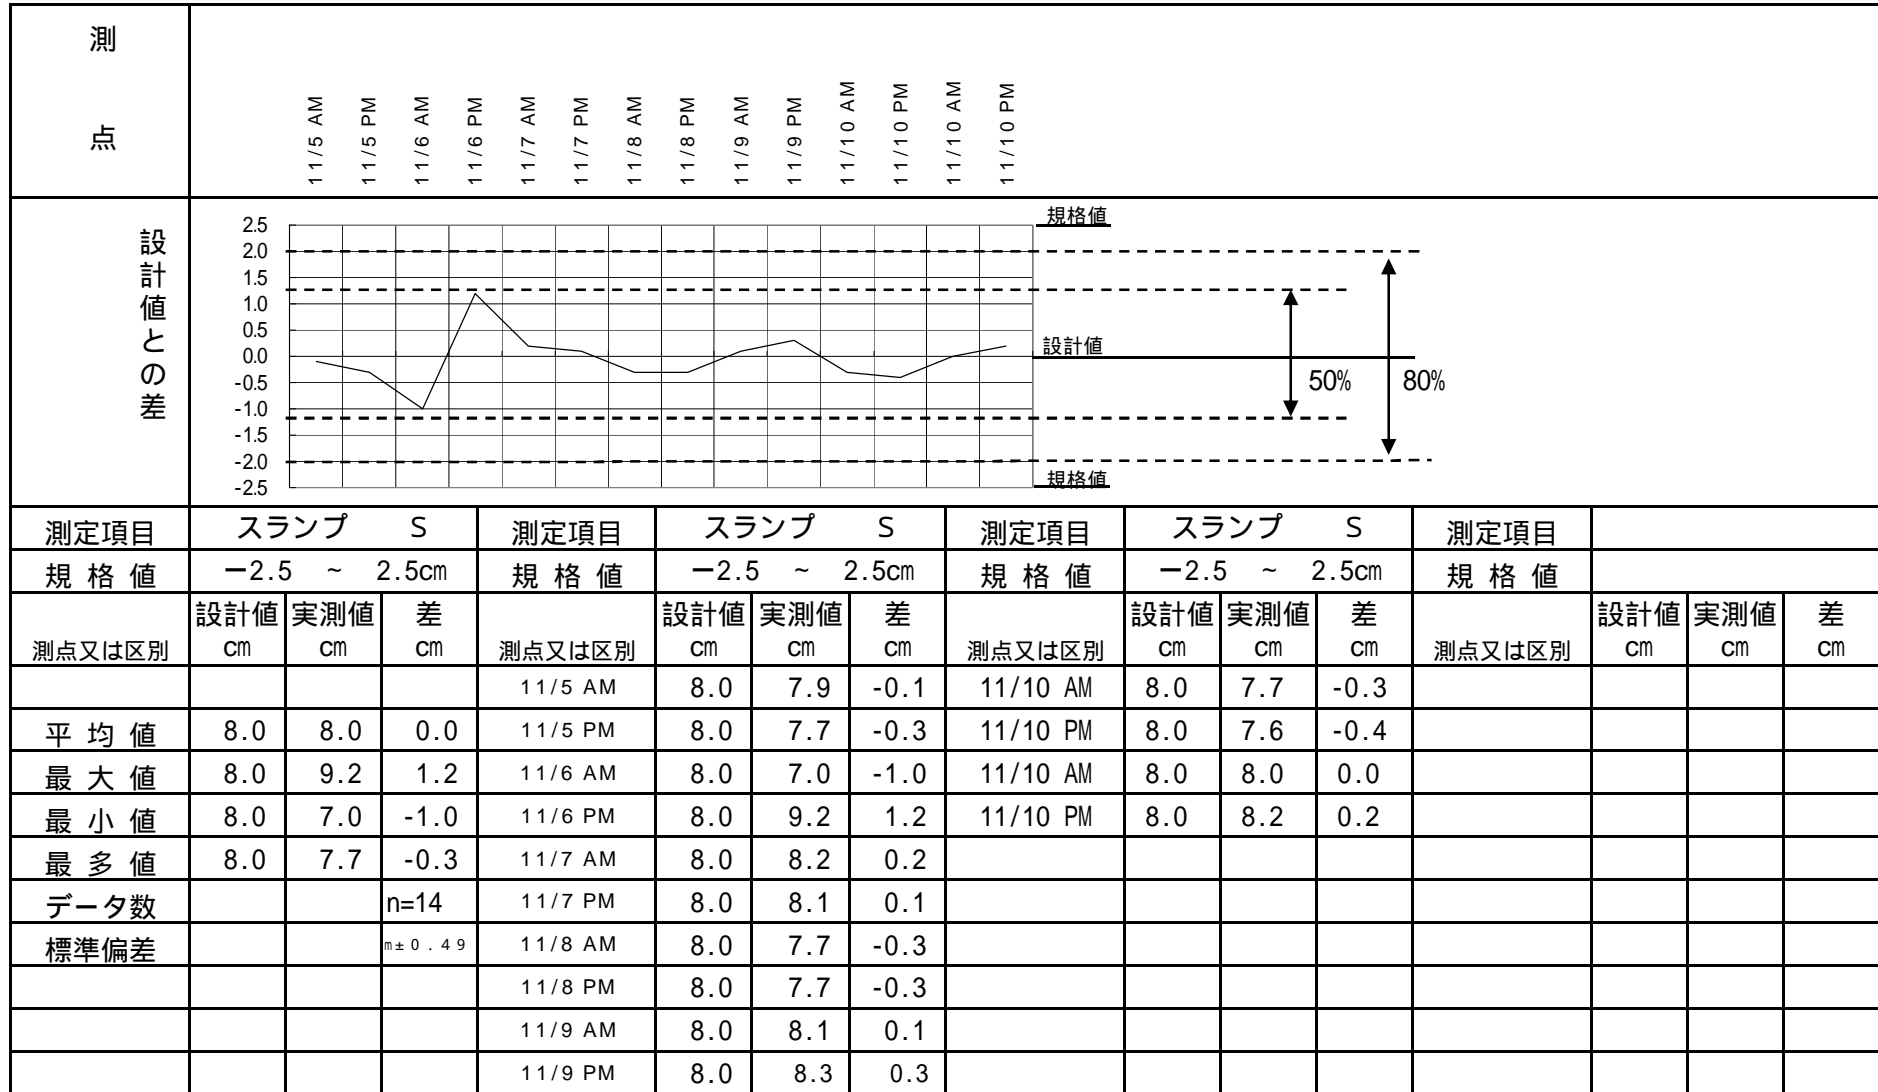 測点
11/5 AM
11/5 PM
11/6 AM
11/6 PM
11/7 AM
11/7 PM
11/8 AM
11/8 PM
11/9 AM
11/9 PM
11/10 AM
11/10 PM
11/10 AM
11/10 PM
設計値との差
2.5
2.0
1.5
1.0
0.5
0.0
-0.5
-1.0
-1.5
-2.0
-2.5
規格値
設計値
規格値
50%
80%
測定項目 スランプ S 測定項目 スランプ S 測定項目 スランプ S 測定項目
規格値 ー2.5 ~ 2.5㎝ 規格値 ー2.5 ~ 2.5㎝ 規格値 ー2.5 ~ 2.5㎝ 規格値
設計値 実測値 差 設計値 実測値 差 設計値 実測値 差 設計値 実測値 差
測点又は区別 ㎝ ㎝ ㎝ 測点又は区別 ㎝ ㎝ ㎝ 測点又は区別 ㎝ ㎝ ㎝ 測点又は区別 ㎝ ㎝ ㎝
11/5 AM 8.0 7.9 -0.1 11/10 AM 8.0 7.7 -0.3
平均値 8.0 8.0 0.0 11/5 PM 8.0 7.7 -0.3 11/10 PM 8.0 7.6 -0.4
最大値 8.0 9.2 1.2 11/6 AM 8.0 7.0 -1.0 11/10 AM 8.0 8.0 0.0
最小値 8.0 7.0 -1.0 11/6 PM 8.0 9.2 1.2 11/10 PM 8.0 8.2 0.2
最多値 8.0 7.7 -0.3 11/7 AM 8.0 8.2 0.2
データ数 n=14 11/7 PM 8.0 8.1 0.1
標準偏差 m±0.49 11/8 AM 8.0 7.7 -0.3
11/8 PM 8.0 7.7 -0.3
11/9 AM 8.0 8.1 0.1
11/9 PM 8.0 8.3 0.3